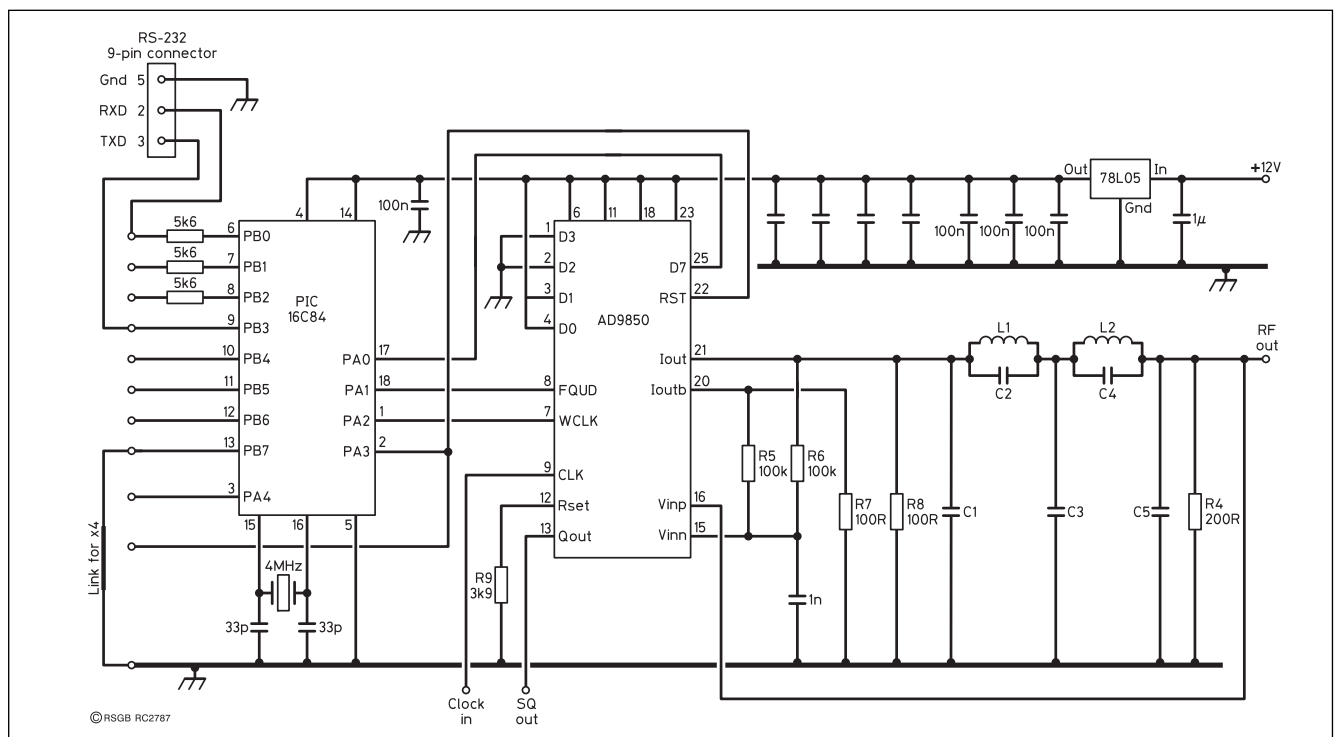 RS-232
9-pin connector
Gnd 5
RXD 2
TXD 3
+12V
Out
78L05
In
Gnd
1µ
100n
100n
100n
100n
4
14
6
11
18
23
5k6
5k6
5k6
6
7
8
9
10
11
12
13
3
PB0
PB1
PB2
PB3
PB4
PB5
PB6
PB7
PA4
PIC
16C84
PA0
PA1
PA2
PA3
17
18
1
2
15
16
5
1
2
3
4
8
7
9
12
13
D3
D2
D1
D0
FQUD
WCLK
CLK
Rset
Qout
AD9850
D7
RST
Iout
Ioutb
Vinp
Vinn
25
22
21
20
16
15
L1
C2
L2
C4
RF
out
R5
100k
R6
100k
R7
100R
R8
100R
C1
C3
C5
R4
200R
1n
Link for x4
4MHz
33p
33p
R9
3k9
Clock
in
SQ
out
©RSGB RC2787